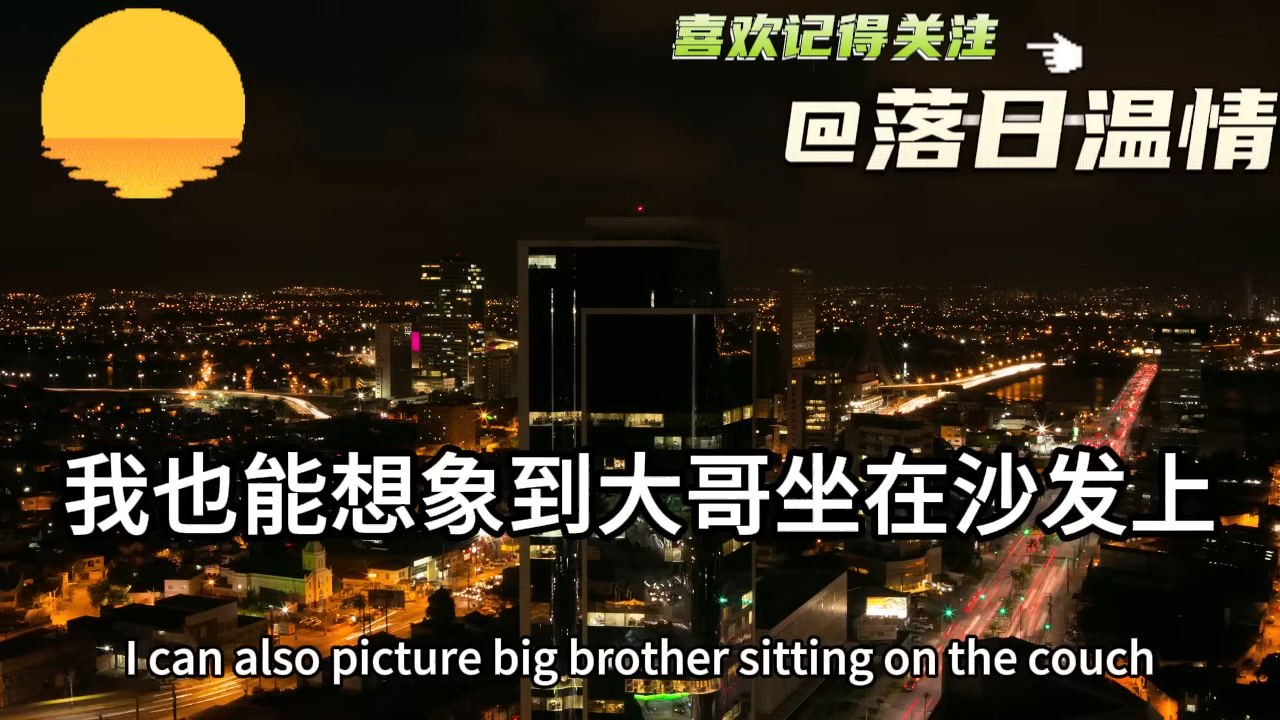 喜欢记得关注
@落日温情
我也能想象到大哥坐在沙发上
I can also picture big brother sitting on the couch